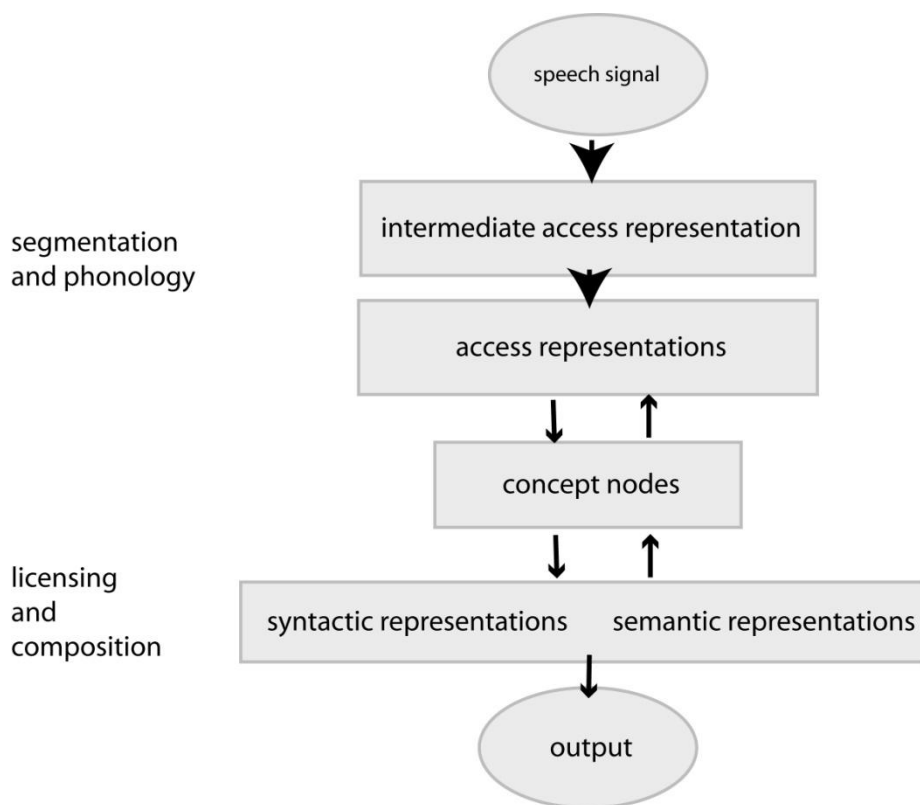 speech signal
intermediate access representation
segmentation
and phonology
access representations
concept nodes
licensing
and
composition
syntactic representations semantic representations
output